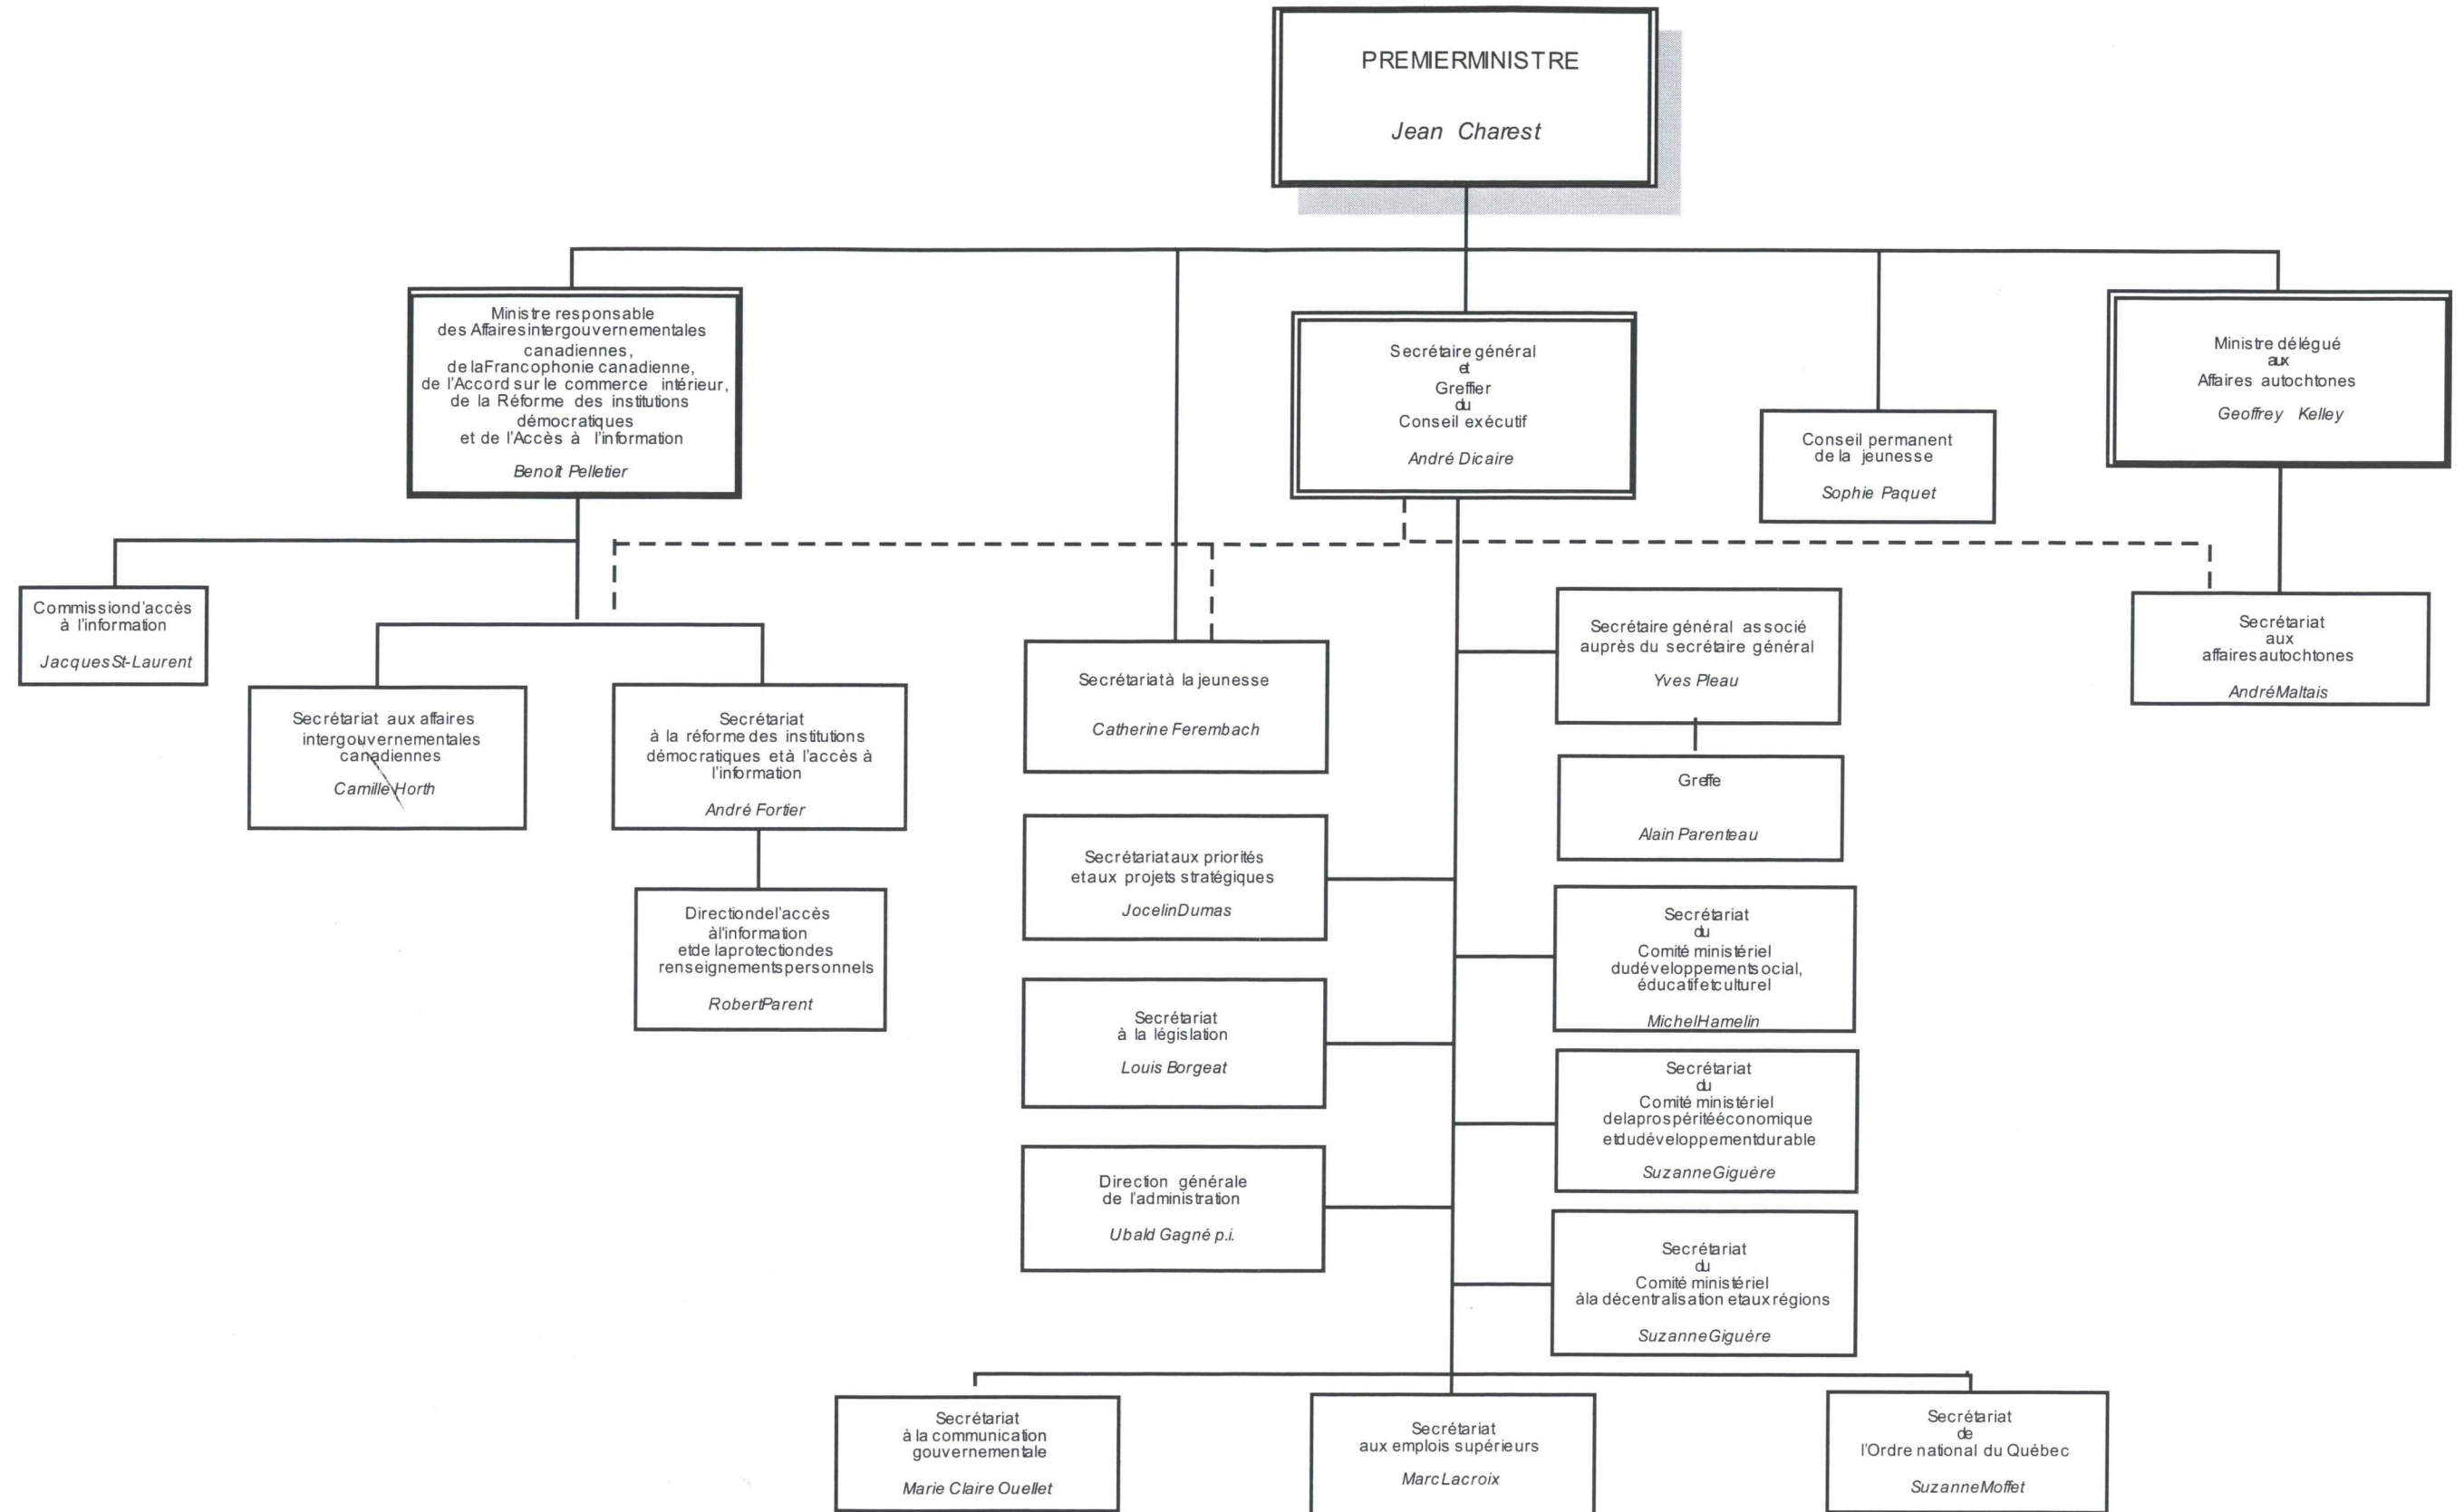 PREMIER MINISTRE
Jean Charest
Ministre responsable
des Affaires intergouvernementales
canadiennes,
de la Francophonie canadienne,
de l'Accord sur le commerce intérieur,
de la Réforme des institutions
démocratiques
et de l'Accès à l'information
Benoît Pelletier
Secrétaire général
et
Greffier
du
Conseil exécutif
André Dicaire
Conseil permanent
de la jeunesse
Sophie Paquet
Ministre délégué
aux
Affaires autochtones
Geoffrey Kelley
Commission d'accès
à l'information
Jacques St-Laurent
Secrétariat aux affaires
intergouvernementales
canadiennes
Camille Horth
Secrétariat
à la réforme des institutions
démocratiques et à l'accès à
l'information
André Fortier
Direction de l'accès
à l'information
et de la protection des
renseignements personnels
Robert Parent
Secrétariat à la jeunesse
Catherine Ferembach
Secrétariat aux priorités
et aux projets stratégiques
Jocelin Dumas
Secrétariat
à la législation
Louis Borgeat
Direction générale
de l'administration
Ubald Gagné p.i.
Secrétaire général associé
auprès du secrétaire général
Yves Pleau
Greffe
Alain Parenteau
Secrétariat
du
Comité ministériel
du développement social,
éducatif et culturel
Michel Hamelin
Secrétariat
du
Comité ministériel
de la prospérité économique
et du développement durable
Suzanne Giguère
Secrétariat
du
Comité ministériel
à la décentralisation et aux régions
Suzanne Giguère
Secrétariat
aux
affaires autochtones
André Maltais
Secrétariat
à la communication
gouvernementale
Marie Claire Ouellet
Secrétariat
aux emplois supérieurs
Marc Lacroix
Secrétariat
de
l'Ordre national du Québec
Suzanne Moffet